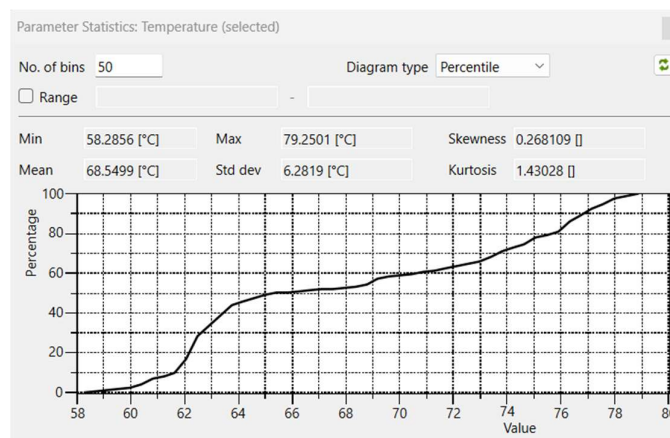 Parameter Statistics: Temperature (selected)
No. of bins 50 Diagram type Percentile
Range -
Min 58.2856 [°C] Max 79.2501 [°C] Skewness 0.268109 []
Mean 68.5499 [°C] Std dev 6.2819 [°C] Kurtosis 1.43028 []
100
80
60
40
20
0
Percentage
58 60 62 64 66 68 70 72 74 76 78
Value